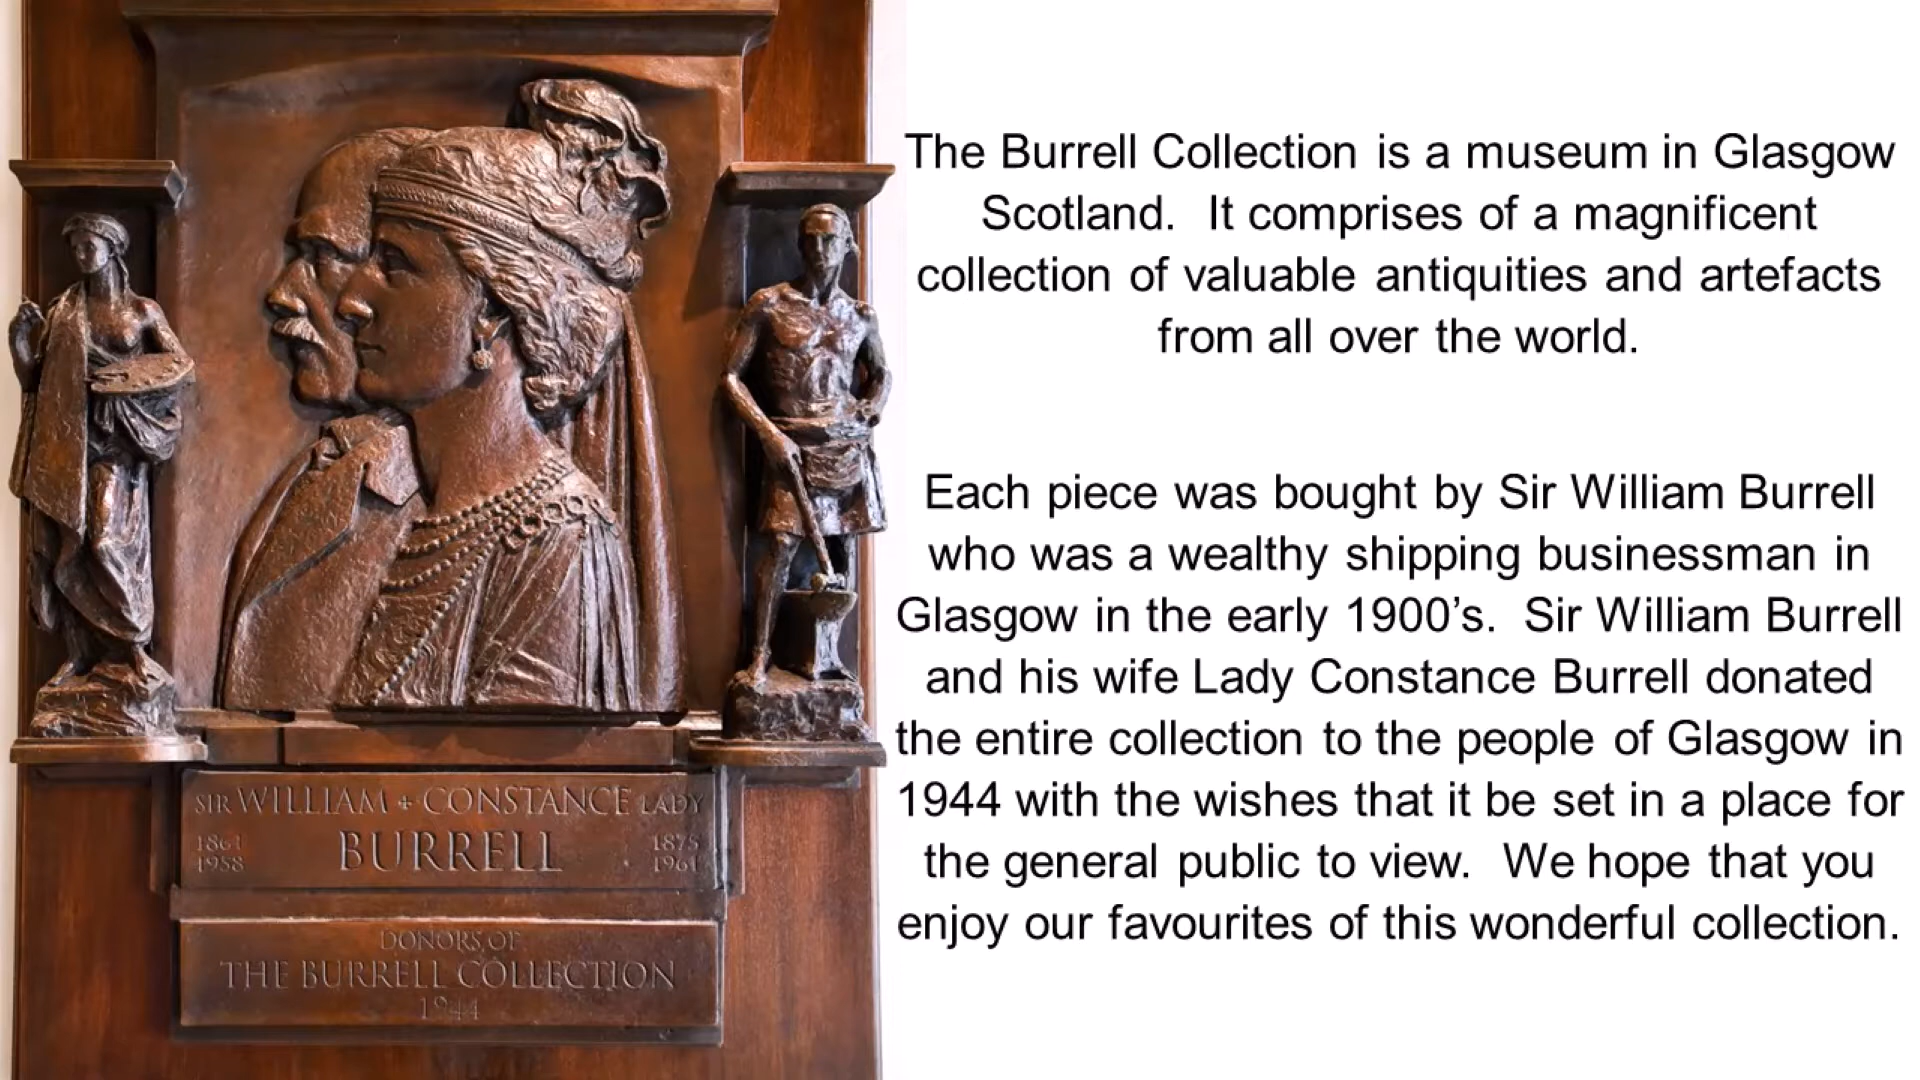 The Burrell Collection is a museum in Glasgow
Scotland. It comprises of a magnificent
collection of valuable antiquities and artefacts
from all over the world.
Each piece was bought by Sir William Burrell
who was a wealthy shipping businessman in
Glasgow in the early 1900’s. Sir William Burrell
and his wife Lady Constance Burrell donated
the entire collection to the people of Glasgow in
1944 with the wishes that it be set in a place for
the general public to view. We hope that you
enjoy our favourites of this wonderful collection.
SIR WILLIAM + CONSTANCE LADY
1861 BURRELL 1875
1958 1961
DONORS OF
THE BURRELL COLLECTION
1944